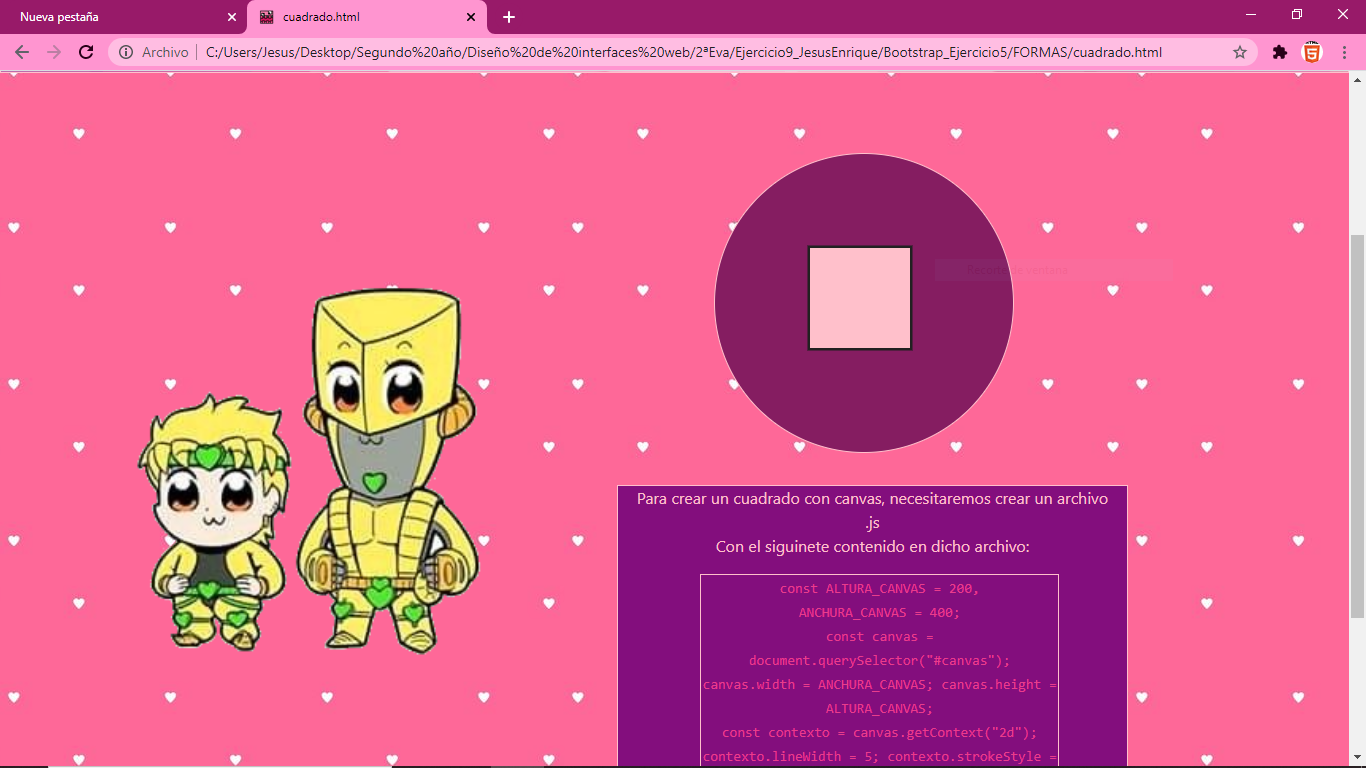 Nueva pestaña
cuadrado.html
Archivo
C:/Users/Jesus/Desktop/Segundo%20año/Diseño%20de%20interfaces%20web/2ªEva/Ejercicio9_JesusEnrique/Bootstrap_Ejercicio5/FORMAS/cuadrado.html
Para crear un cuadrado con canvas, necesitaremos crear un archivo
.js
Con el siguinete contenido en dicho archivo:
const ALTURA_CANVAS = 200,
ANCHURA_CANVAS = 400;
const canvas =
document.querySelector("#canvas");
canvas.width = ANCHURA_CANVAS; canvas.height =
ALTURA_CANVAS;
const contexto = canvas.getContext("2d");
contexto.lineWidth = 5; contexto.strokeStyle =